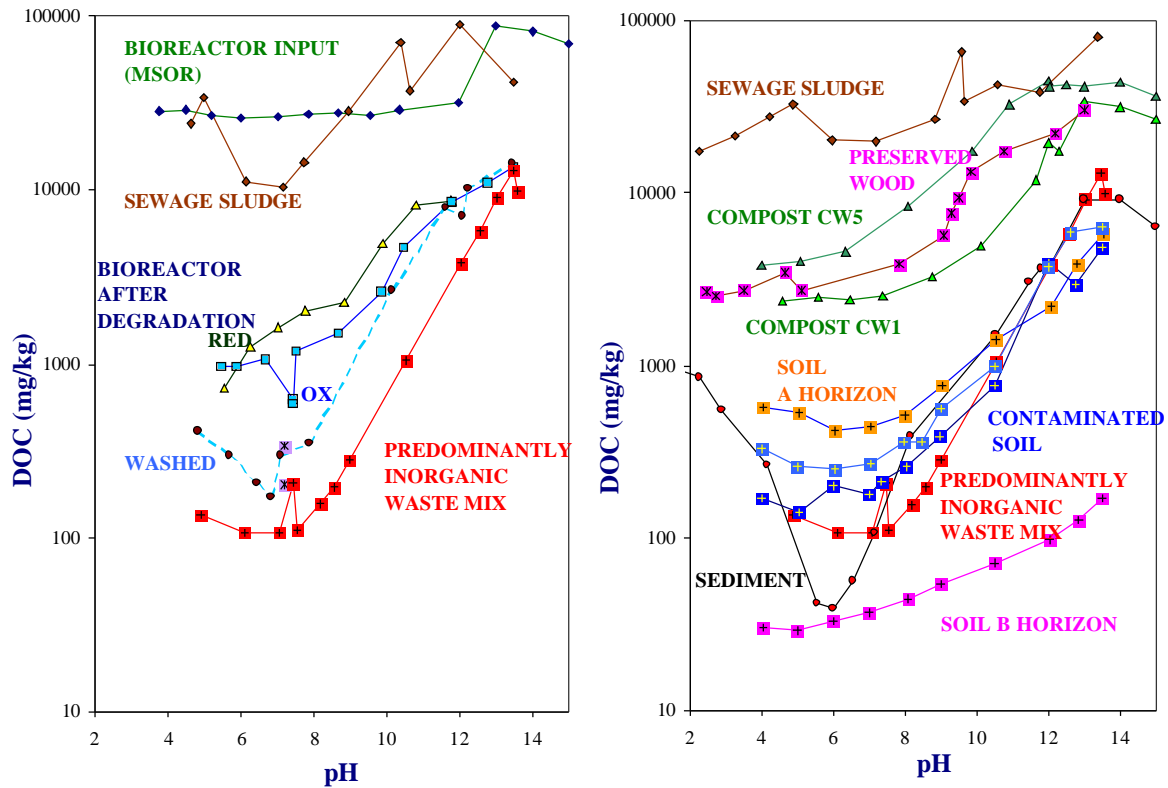 100000
10000
1000
100
10
DOC (mg/kg)
2 4 6 8 10 12 14
pH
BIOREACTOR INPUT
(MSOR)
SEWAGE SLUDGE
BIOREACTOR
AFTER
DEGRADATION
RED
OX
WASHED
PREDOMINANTLY
INORGANIC
WASTE MIX
100000
10000
1000
100
10
DOC (mg/kg)
2 4 6 8 10 12 14
pH
SEWAGE SLUDGE
PRESERVED
WOOD
COMPOST CW5
COMPOST CW1
SOIL
A HORIZON
CONTAMINATED
SOIL
PREDOMINANTLY
INORGANIC
WASTE MIX
SEDIMENT
SOIL B HORIZON